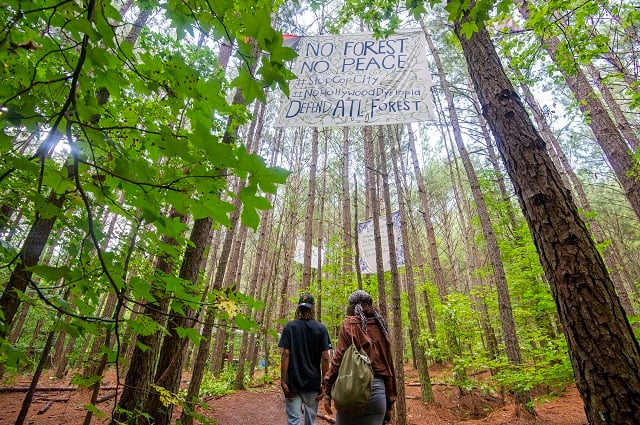 NO FOREST
NO PEACE
#StopCopCity
#NoHollywoodDystopia
DEFEND ATL FOREST